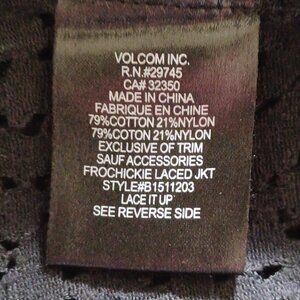 VOLCOM INC.
R.N.#29745
CA# 32350
MADE IN CHINA
FABRIQUE EN CHINE
79%COTTON 21%NYLON
79%COTON 21%NYLON
EXCLUSIVE OF TRIM
SAUF ACCESSORIES
FROCHICKIE LACED JKT
STYLE#B1511203
LACE IT UP
SEE REVERSE SIDE